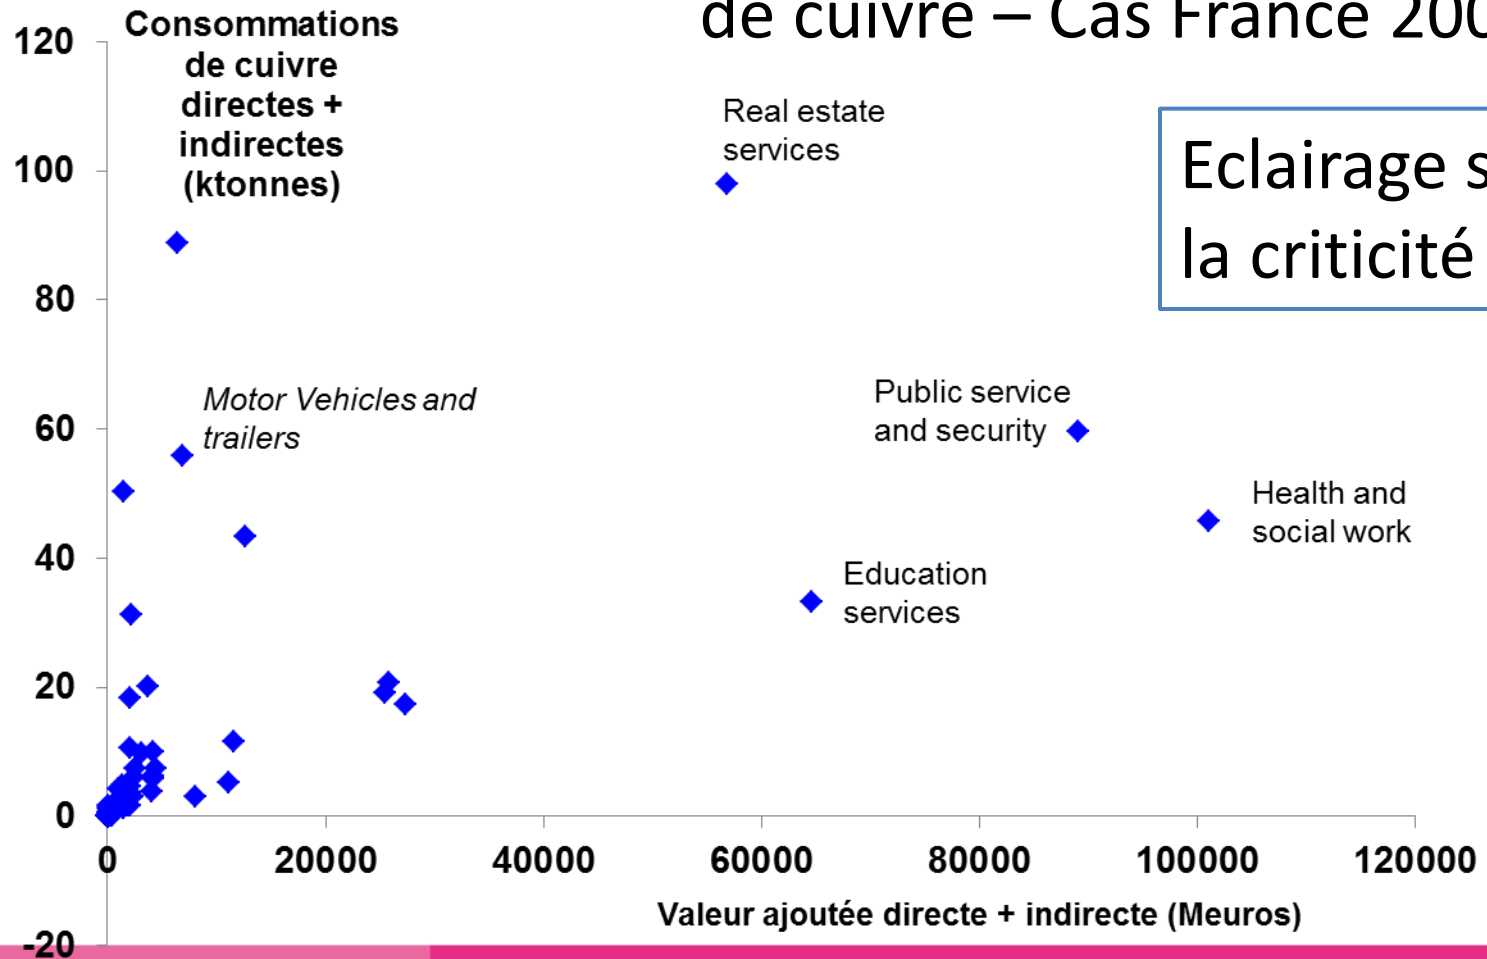 de cuivre – Cas France 200
Consommations
de cuivre
directes +
indirectes
(ktonnes)
120
100
80
60
40
20
0
-20
Real estate
services
Eclairage s
la criticité
Motor Vehicles and
trailers
Public service
and security
Health and
social work
Education
services
0 20000 40000 60000 80000 100000 120000
Valeur ajoutée directe + indirecte (Meuros)